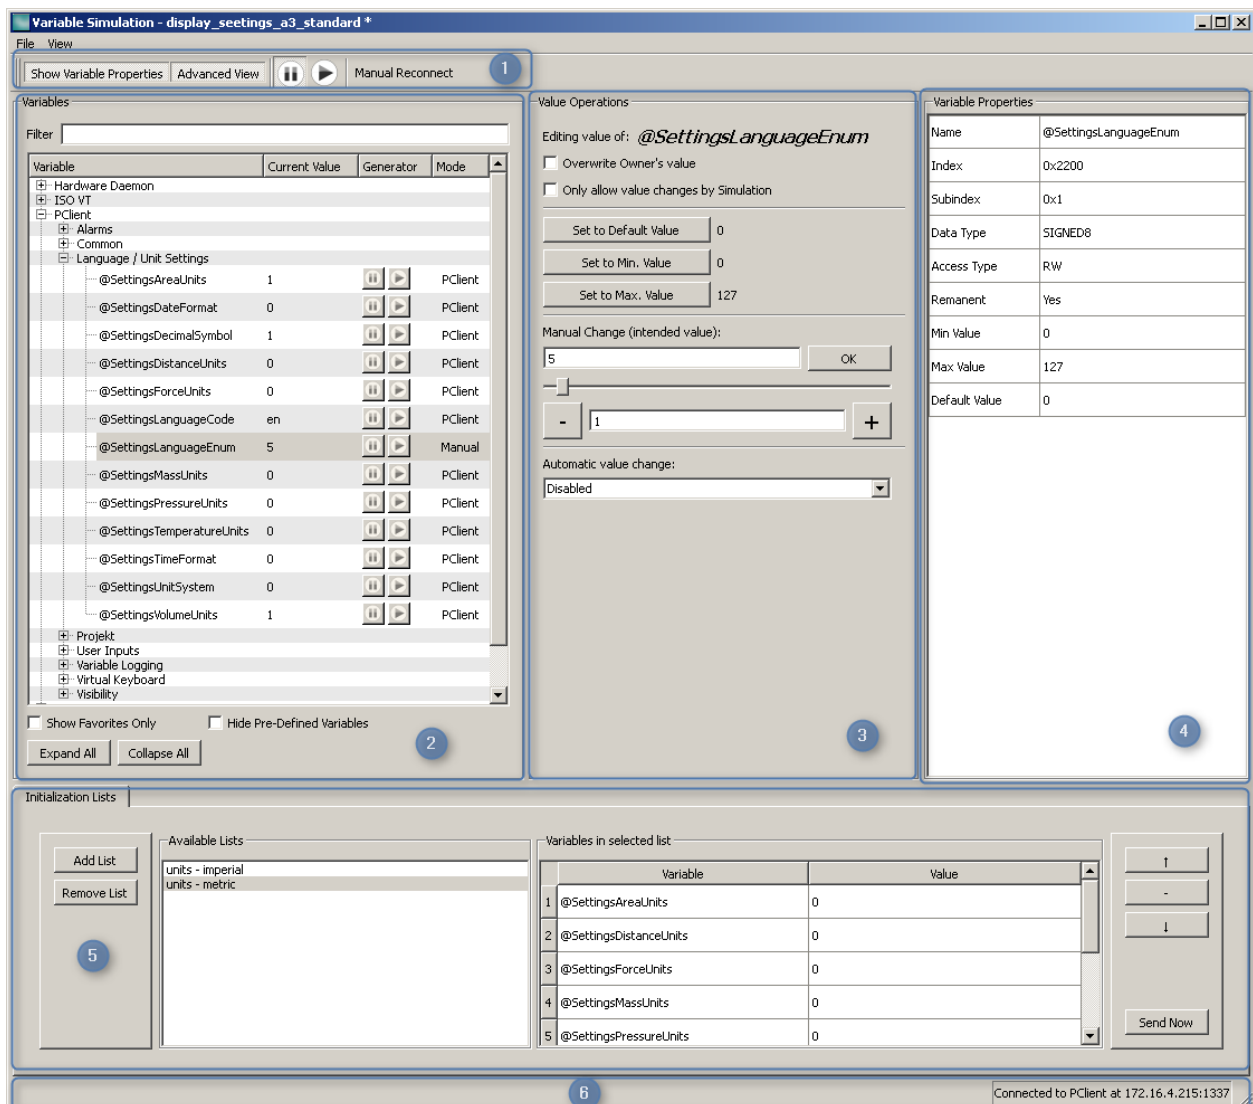 Variable Simulation - display_seetings_a3_standard *
File View
Show Variable Properties Advanced View Manual Reconnect 1
Variables
Filter
Variable Current Value Generator Mode
Hardware Daemon
ISO VT
PClient
Alarms
Common
Language / Unit Settings
@SettingsAreaUnits 1 PClient
@SettingsDateFormat 0 PClient
@SettingsDecimalSymbol 1 PClient
@SettingsDistanceUnits 0 PClient
@SettingsForceUnits 0 PClient
@SettingsLanguageCode en PClient
@SettingsLanguageEnum 5 Manual
@SettingsMassUnits 0 PClient
@SettingsPressureUnits 0 PClient
@SettingsTemperatureUnits 0 PClient
@SettingsTimeFormat 0 PClient
@SettingsUnitSystem 0 PClient
@SettingsVolumeUnits 1 PClient
Projekt
User Inputs
Variable Logging
Virtual Keyboard
Visibility
Show Favorites Only Hide Pre-Defined Variables
Expand All Collapse All 2
Value Operations
Editing value of: @SettingsLanguageEnum
Overwrite Owner's value
Only allow value changes by Simulation
Set to Default Value 0
Set to Min. Value 0
Set to Max. Value 127
Manual Change (intended value):
5 OK
- 1 +
Automatic value change:
Disabled
3
Variable Properties
Name @SettingsLanguageEnum
Index 0x2200
Subindex 0x1
Data Type SIGNED8
Access Type RW
Remanent Yes
Min Value 0
Max Value 127
Default Value 0
4
Initialization Lists
Add List
Remove List
5
Available Lists
units - imperial
units - metric
Variables in selected list
Variable Value
1 @SettingsAreaUnits 0
2 @SettingsDistanceUnits 0
3 @SettingsForceUnits 0
4 @SettingsMassUnits 0
5 @SettingsPressureUnits 0
↑
-
↓
Send Now
6
Connected to PClient at 172.16.4.215:1337